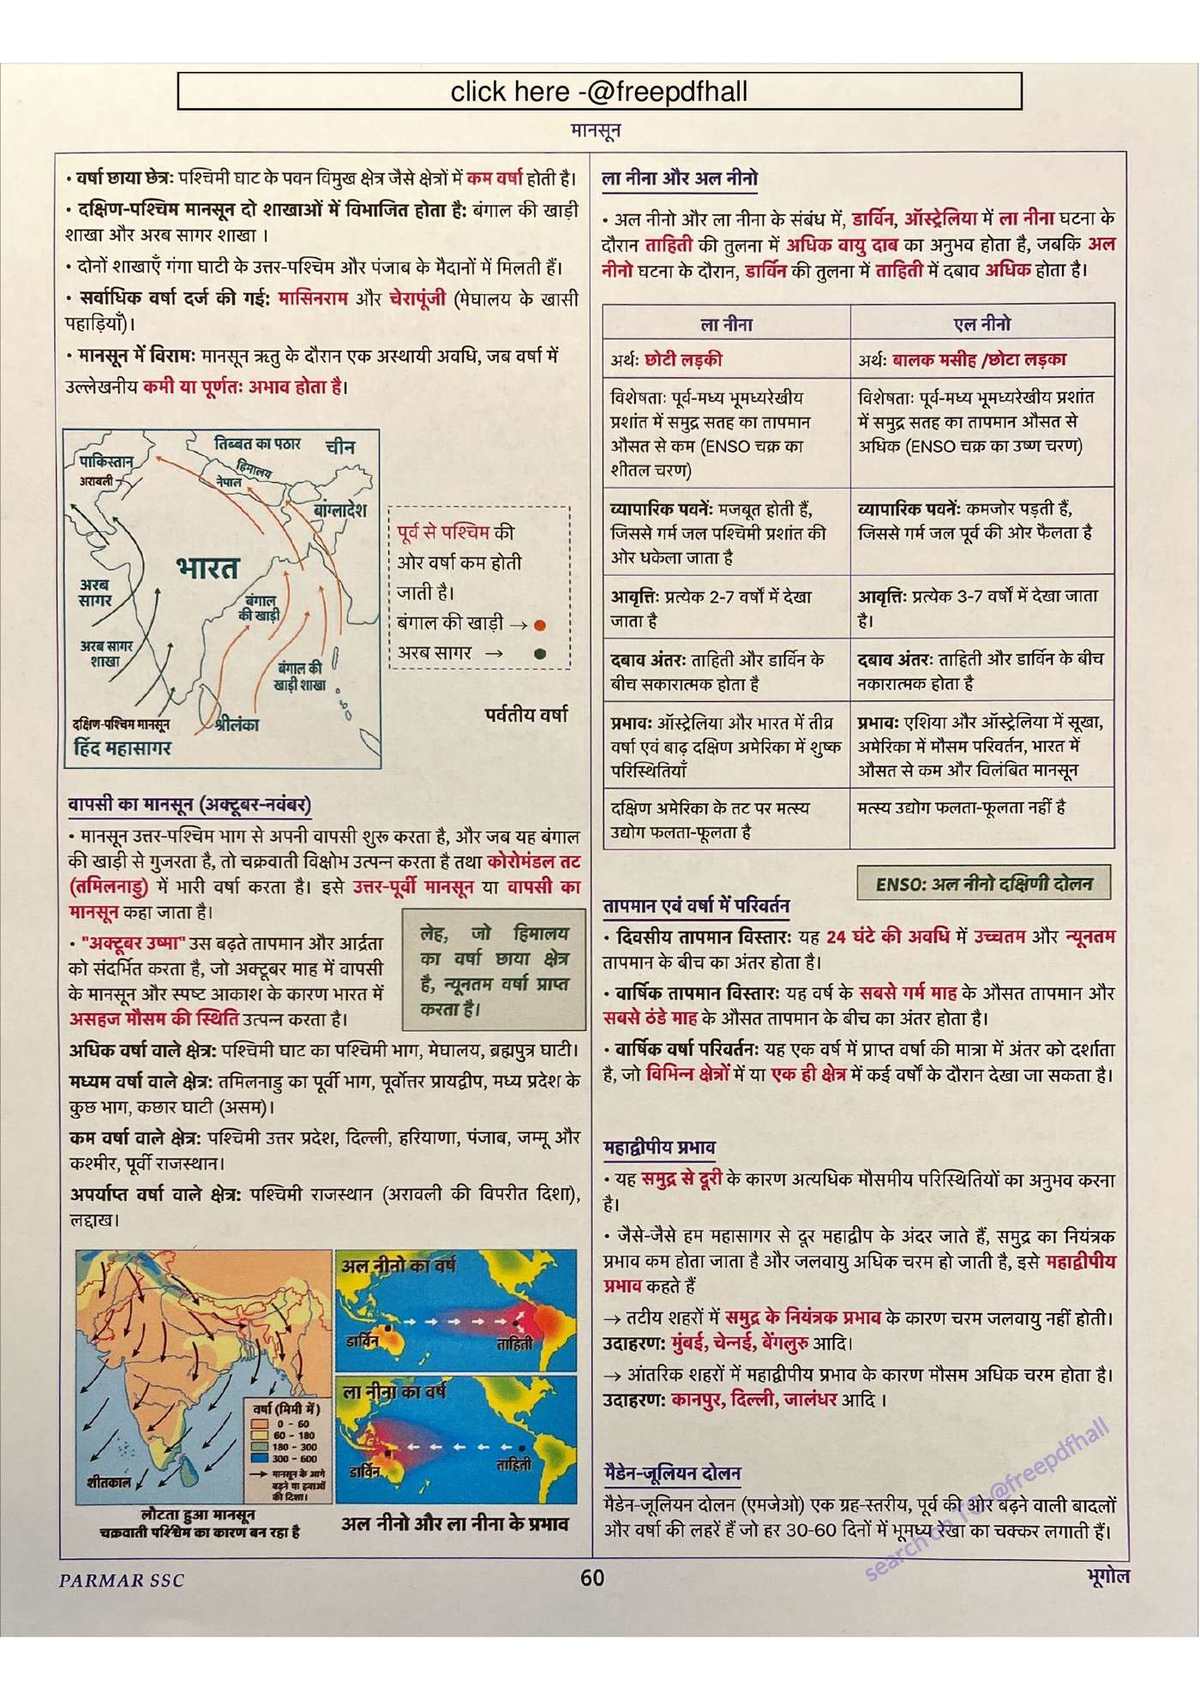 click here -@freepdfhall
मानसून
• वर्षा छाया छेत्रः पश्चिमी घाट के पवन विमुख क्षेत्र जैसे क्षेत्रों में कम वर्षा होती है।
• दक्षिण-पश्चिम मानसून दो शाखाओं में विभाजित होता है: बंगाल की खाड़ी
शाखा और अरब सागर शाखा ।
• दोनों शाखाएँ गंगा घाटी के उत्तर-पश्चिम और पंजाब के मैदानों में मिलती हैं।
• सर्वाधिक वर्षा दर्ज की गई: मासिनराम और चेरापूंजी (मेघालय के खासी
पहाड़ियाँ)।
• मानसून में विरामः मानसून ऋतु के दौरान एक अस्थायी अवधि, जब वर्षा में
उल्लेखनीय कमी या पूर्णतः अभाव होता है।
तिब्बत का पठार
चीन
पाकिस्तान
हिमालय
अरावली
नेपाल
बांग्लादेश
भारत
अरब
सागर
बंगाल
की खाड़ी
अरब सागर
शाखा
बंगाल की
खाड़ी शाखा
दक्षिण-पश्चिम मानसून
श्रीलंका
हिंद महासागर
पूर्व से पश्चिम की
ओर वर्षा कम होती
जाती है।
बंगाल की खाड़ी →
अरब सागर →
पर्वतीय वर्षा
वापसी का मानसून (अक्टूबर-नवंबर)
• मानसून उत्तर-पश्चिम भाग से अपनी वापसी शुरू करता है, और जब यह बंगाल
की खाड़ी से गुजरता है, तो चक्रवाती विक्षोभ उत्पन्न करता है तथा कोरोमंडल तट
(तमिलनाडु) में भारी वर्षा करता है। इसे उत्तर-पूर्वी मानसून या वापसी का
मानसून कहा जाता है।
• "अक्टूबर उष्मा" उस बढ़ते तापमान और आर्द्रता
को संदर्भित करता है, जो अक्टूबर माह में वापसी
के मानसून और स्पष्ट आकाश के कारण भारत में
असहज मौसम की स्थिति उत्पन्न करता है।
लेह, जो हिमालय
का वर्षा छाया क्षेत्र
है, न्यूनतम वर्षा प्राप्त
करता है।
अधिक वर्षा वाले क्षेत्र: पश्चिमी घाट का पश्चिमी भाग, मेघालय, ब्रह्मपुत्र घाटी।
मध्यम वर्षा वाले क्षेत्र: तमिलनाडु का पूर्वी भाग, पूर्वोत्तर प्रायद्वीप, मध्य प्रदेश के
कुछ भाग, कछार घाटी (असम)।
कम वर्षा वाले क्षेत्र: पश्चिमी उत्तर प्रदेश, दिल्ली, हरियाणा, पंजाब, जम्मू और
कश्मीर, पूर्वी राजस्थान।
अपर्याप्त वर्षा वाले क्षेत्र: पश्चिमी राजस्थान (अरावली की विपरीत दिशा),
लद्दाख।
वर्षा (मिमी में)
0 - 60
60 - 180
180 - 300
300 - 600
मानसून के आगे
बढ़ने या हवाओं
की दिशा।
शीतकाल
लौटता हुआ मानसून
चक्रवाती पश्चिम का कारण बन रहा है
अल नीनो का वर्ष
डार्विन
ताहिती
ला नीना का वर्ष
डार्विन
ताहिती
अल नीनो और ला नीना के प्रभाव
ला नीना और अल नीनो
• अल नीनो और ला नीना के संबंध में, डार्विन, ऑस्ट्रेलिया में ला नीना घटना के
दौरान ताहिती की तुलना में अधिक वायु दाब का अनुभव होता है, जबकि अल
नीनो घटना के दौरान, डार्विन की तुलना में ताहिती में दबाव अधिक होता है।
ला नीना
एल नीनो
अर्थः छोटी लड़की
अर्थः बालक मसीह /छोटा लड़का
विशेषताः पूर्व-मध्य भूमध्यरेखीय
प्रशांत में समुद्र सतह का तापमान
औसत से कम (ENSO चक्र का
शीतल चरण)
विशेषताः पूर्व-मध्य भूमध्यरेखीय प्रशांत
में समुद्र सतह का तापमान औसत से
अधिक (ENSO चक्र का उष्ण चरण)
व्यापारिक पवनें: मजबूत होती हैं,
जिससे गर्म जल पश्चिमी प्रशांत की
ओर धकेला जाता है
व्यापारिक पवनें: कमजोर पड़ती हैं,
जिससे गर्म जल पूर्व की ओर फैलता है
आवृत्तिः प्रत्येक 2-7 वर्षों में देखा
जाता है
आवृत्तिः प्रत्येक 3-7 वर्षों में देखा जाता
है।
दबाव अंतरः ताहिती और डार्विन के
बीच सकारात्मक होता है
दबाव अंतरः ताहिती और डार्विन के बीच
नकारात्मक होता है
प्रभावः ऑस्ट्रेलिया और भारत में तीव्र
वर्षा एवं बाढ़ दक्षिण अमेरिका में शुष्क
परिस्थितियाँ
प्रभावः एशिया और ऑस्ट्रेलिया में सूखा,
अमेरिका में मौसम परिवर्तन, भारत में
औसत से कम और विलंबित मानसून
दक्षिण अमेरिका के तट पर मत्स्य
उद्योग फलता-फूलता है
मत्स्य उद्योग फलता-फूलता नहीं है
ENSO: अल नीनो दक्षिणी दोलन
तापमान एवं वर्षा में परिवर्तन
• दिवसीय तापमान विस्तारः यह 24 घंटे की अवधि में उच्चतम और न्यूनतम
तापमान के बीच का अंतर होता है।
• वार्षिक तापमान विस्तारः यह वर्ष के सबसे गर्म माह के औसत तापमान और
सबसे ठंडे माह के औसत तापमान के बीच का अंतर होता है।
• वार्षिक वर्षा परिवर्तनः यह एक वर्ष में प्राप्त वर्षा की मात्रा में अंतर को दर्शाता
है, जो विभिन्न क्षेत्रों में या एक ही क्षेत्र में कई वर्षों के दौरान देखा जा सकता है।
महाद्वीपीय प्रभाव
• यह समुद्र से दूरी के कारण अत्यधिक मौसमीय परिस्थितियों का अनुभव करना
है।
• जैसे-जैसे हम महासागर से दूर महाद्वीप के अंदर जाते हैं, समुद्र का नियंत्रक
प्रभाव कम होता जाता है और जलवायु अधिक चरम हो जाती है, इसे महाद्वीपीय
प्रभाव कहते हैं
→ तटीय शहरों में समुद्र के नियंत्रक प्रभाव के कारण चरम जलवायु नहीं होती।
उदाहरण: मुंबई, चेन्नई, बेंगलुरु आदि।
→ आंतरिक शहरों में महाद्वीपीय प्रभाव के कारण मौसम अधिक चरम होता है।
उदाहरण: कानपुर, दिल्ली, जालंधर आदि ।
मैडेन-जूलियन दोलन
मैडेन-जूलियन दोलन (एमजेओ) एक ग्रह-स्तरीय, पूर्व की ओर बढ़ने वाली बादलों
और वर्षा की लहरें हैं जो हर 30-60 दिनों में भूमध्य रेखा का चक्कर लगाती हैं।
search on TG- @freepdfhall
PARMAR SSC
60
भूगोल